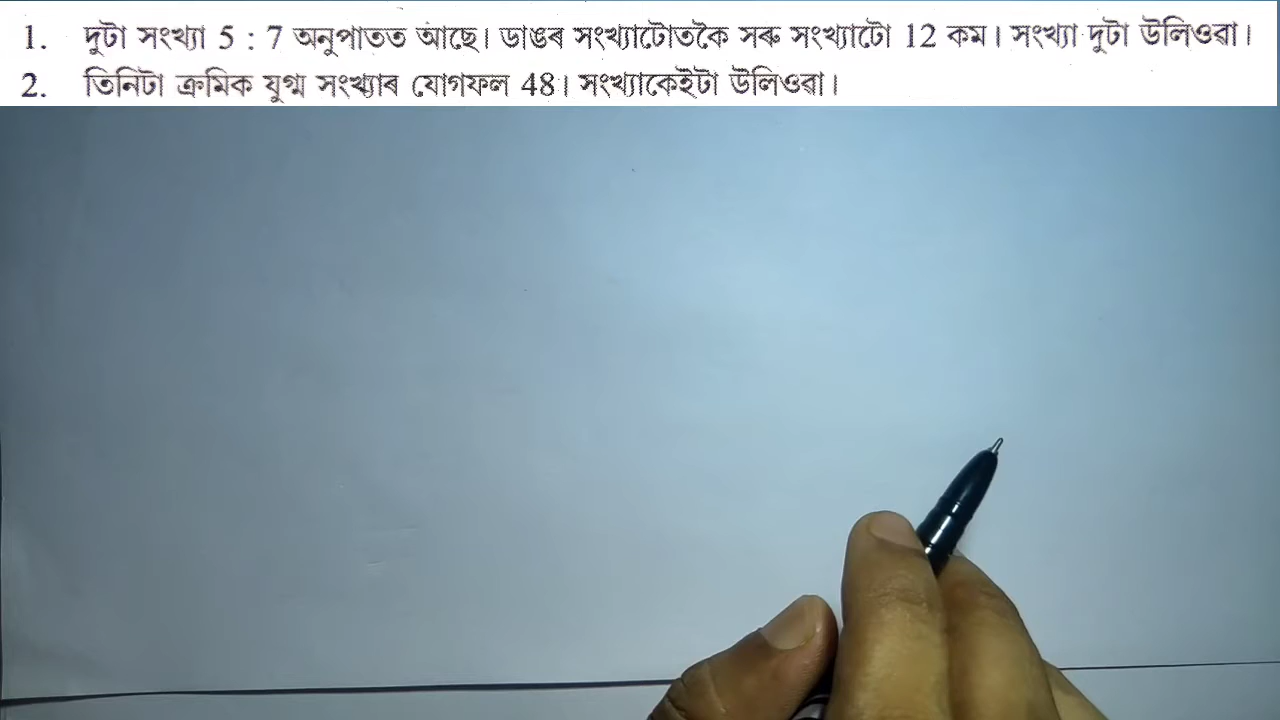 1. দুটা সংখ্যা 5 : 7 অনুপাতত আছে। ডাঙৰ সংখ্যাটোতকৈ সৰু সংখ্যাটো 12 কম। সংখ্যা দুটা উলিওৱা।
2. তিনিটা ক্ৰমিক যুগ্ম সংখ্যাৰ যোগফল 48। সংখ্যাকেইটা উলিওৱা।